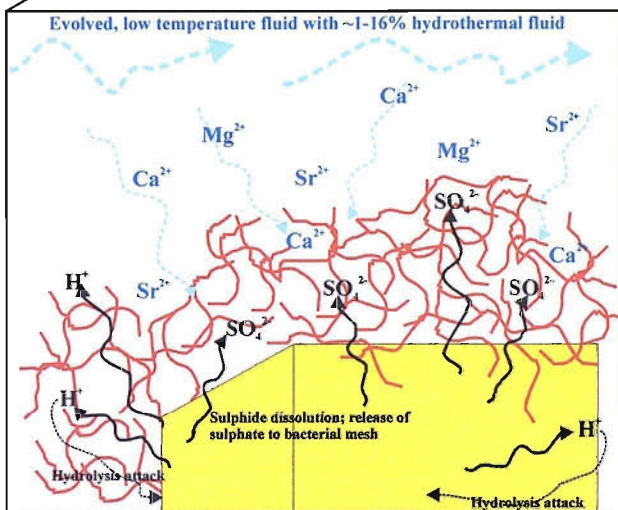 Evolved, low temperature fluid with ~1-16% hydrothermal fluid
Ca²⁺
Mg²⁺
Sr²⁺
Mg²⁺
Ca²⁺
Sr²⁺
SO₄²⁻
Ca²⁺
Ca²⁺
H⁺
Sr²⁺
SO₄²⁻
SO₄²⁻
SO₄²⁻
H⁺
Sulphide dissolution; release of
sulphate to bacterial mesh
H⁺
Hydrolysis attack
Hydrolysis attack